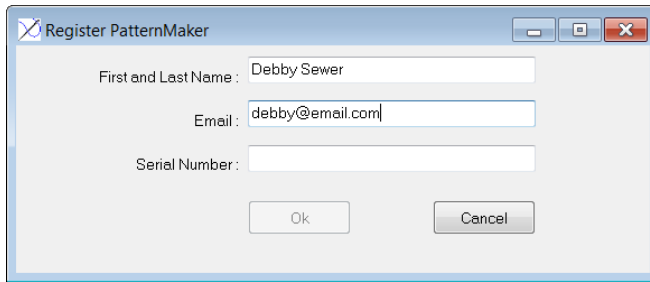 Register PatternMaker
First and Last Name : Debby Sewer
Email : debby@email.com
Serial Number :
Ok Cancel